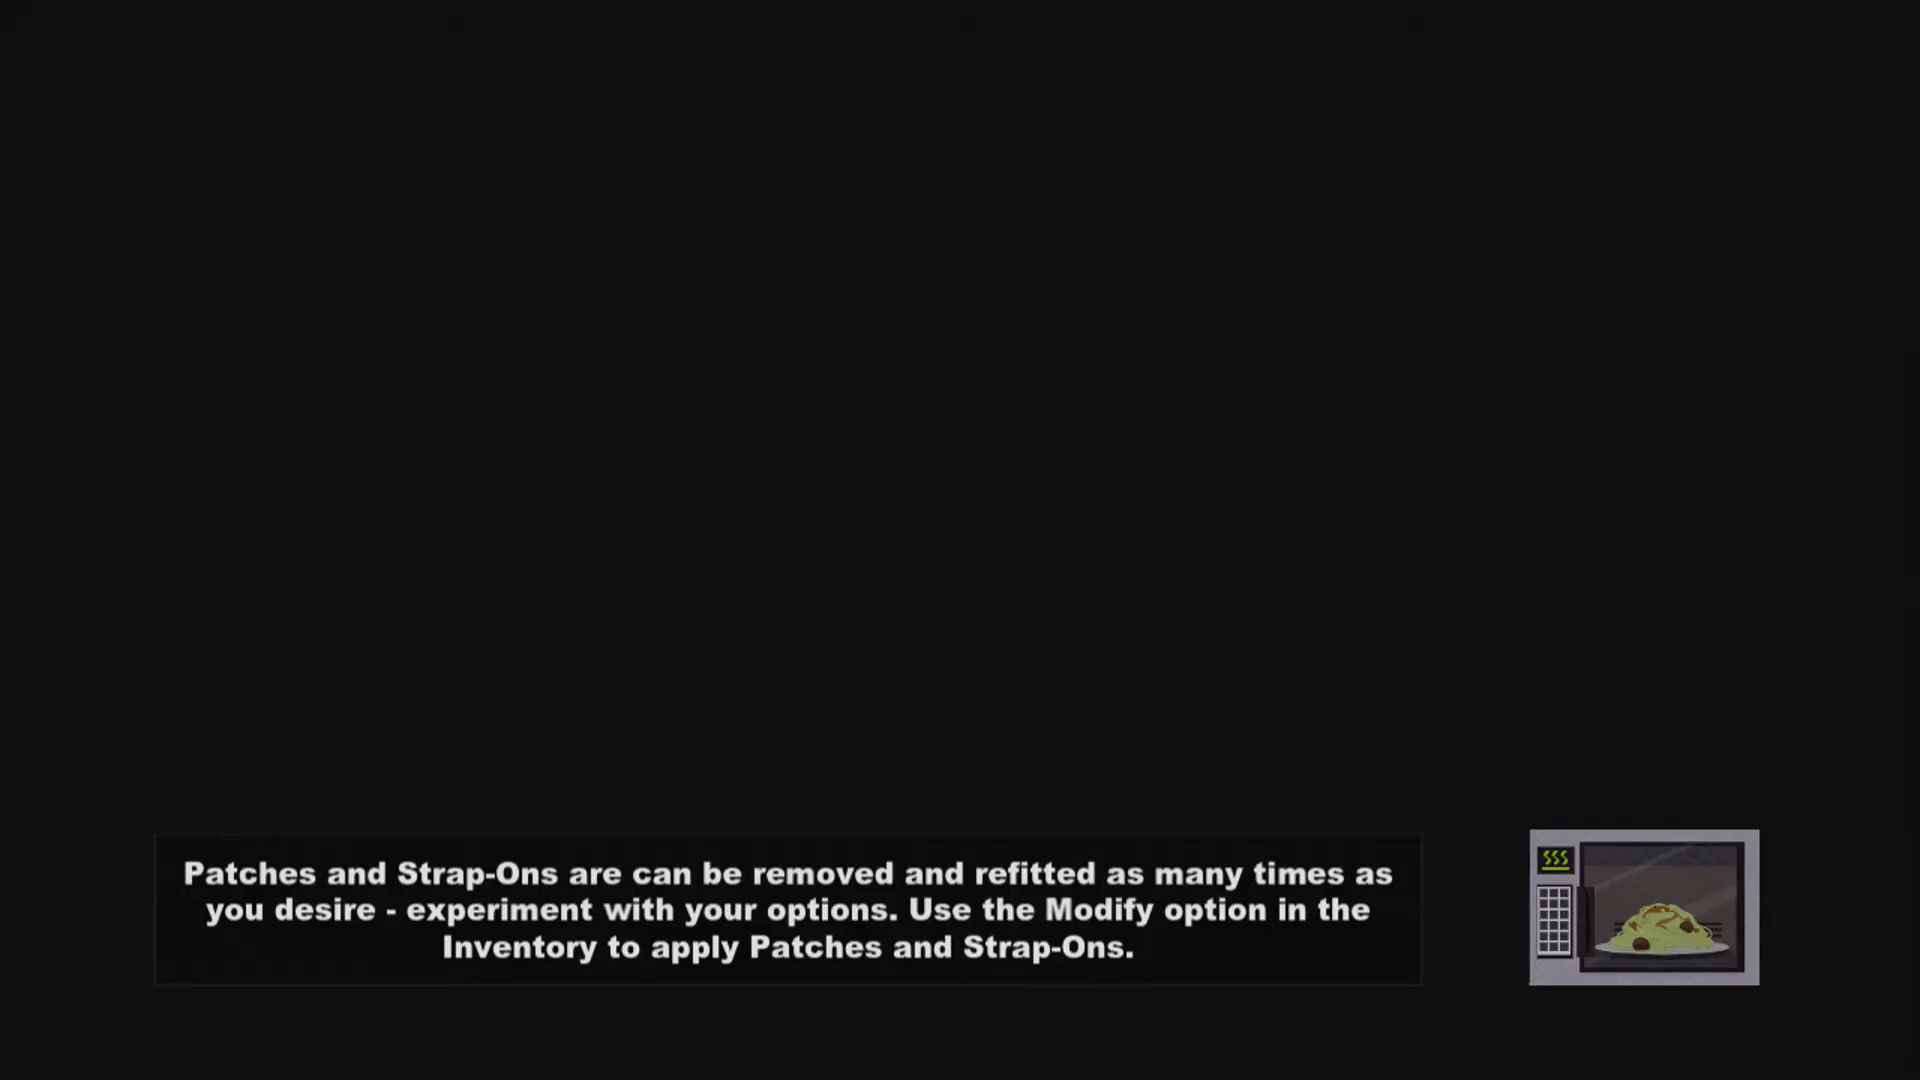 Patches and Strap-Ons are can be removed and refitted as many times as
you desire - experiment with your options. Use the Modify option in the
Inventory to apply Patches and Strap-Ons.